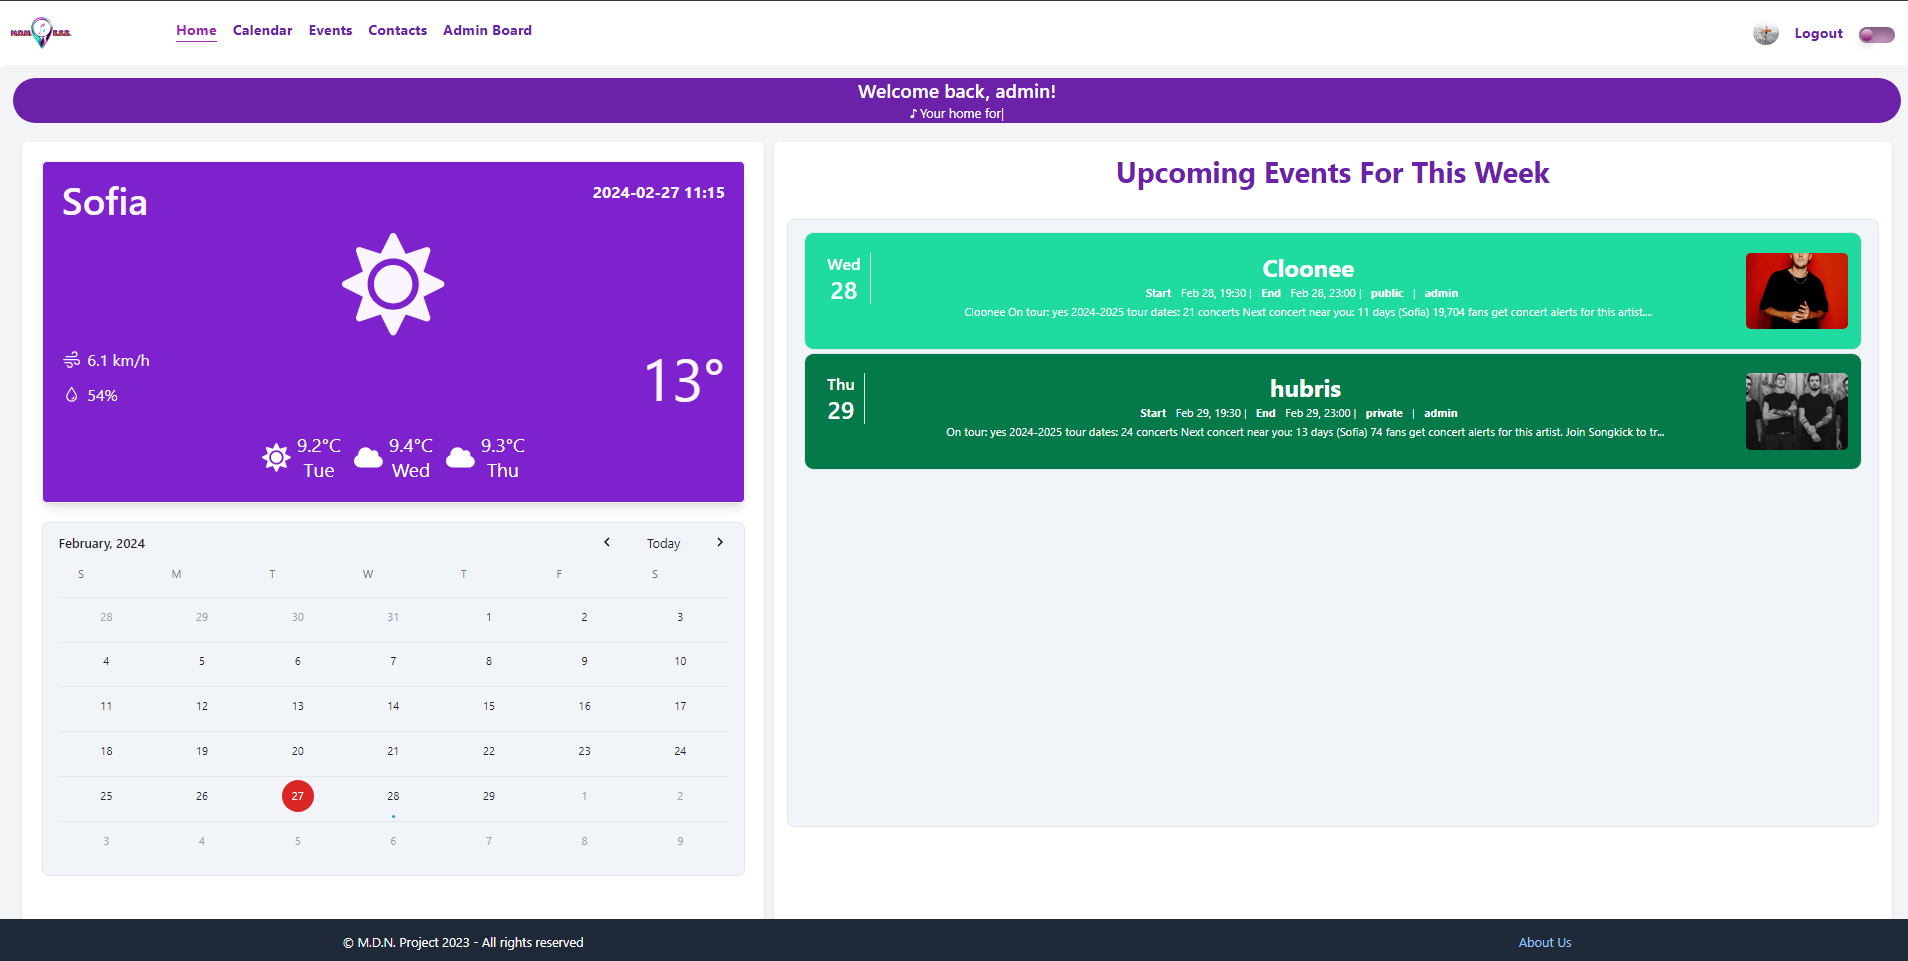 M.D.N. E.S.S.
Home Calendar Events Contacts Admin Board
Logout
Welcome back, admin!
♪ Your home for|
Sofia
2024-02-27 11:15
6.1 km/h
54%
13°
9.2°C 9.4°C 9.3°C
Tue Wed Thu
February, 2024
Today
S M T W T F S
28 29 30 31 1 2 3
4 5 6 7 8 9 10
11 12 13 14 15 16 17
18 19 20 21 22 23 24
25 26 27 28 29 1 2
3 4 5 6 7 8 9
Upcoming Events For This Week
Wed
28
Cloonee
Start Feb 28, 19:30 | End Feb 28, 23:00 | public | admin
Cloonee On tour: yes 2024-2025 tour dates: 21 concerts Next concert near you: 11 days (Sofia) 19,704 fans get concert alerts for this artist....
Thu
29
hubris
Start Feb 29, 19:30 | End Feb 29, 23:00 | private | admin
On tour: yes 2024-2025 tour dates: 24 concerts Next concert near you: 13 days (Sofia) 74 fans get concert alerts for this artist. Join Songkick to tr...
© M.D.N. Project 2023 - All rights reserved
About Us